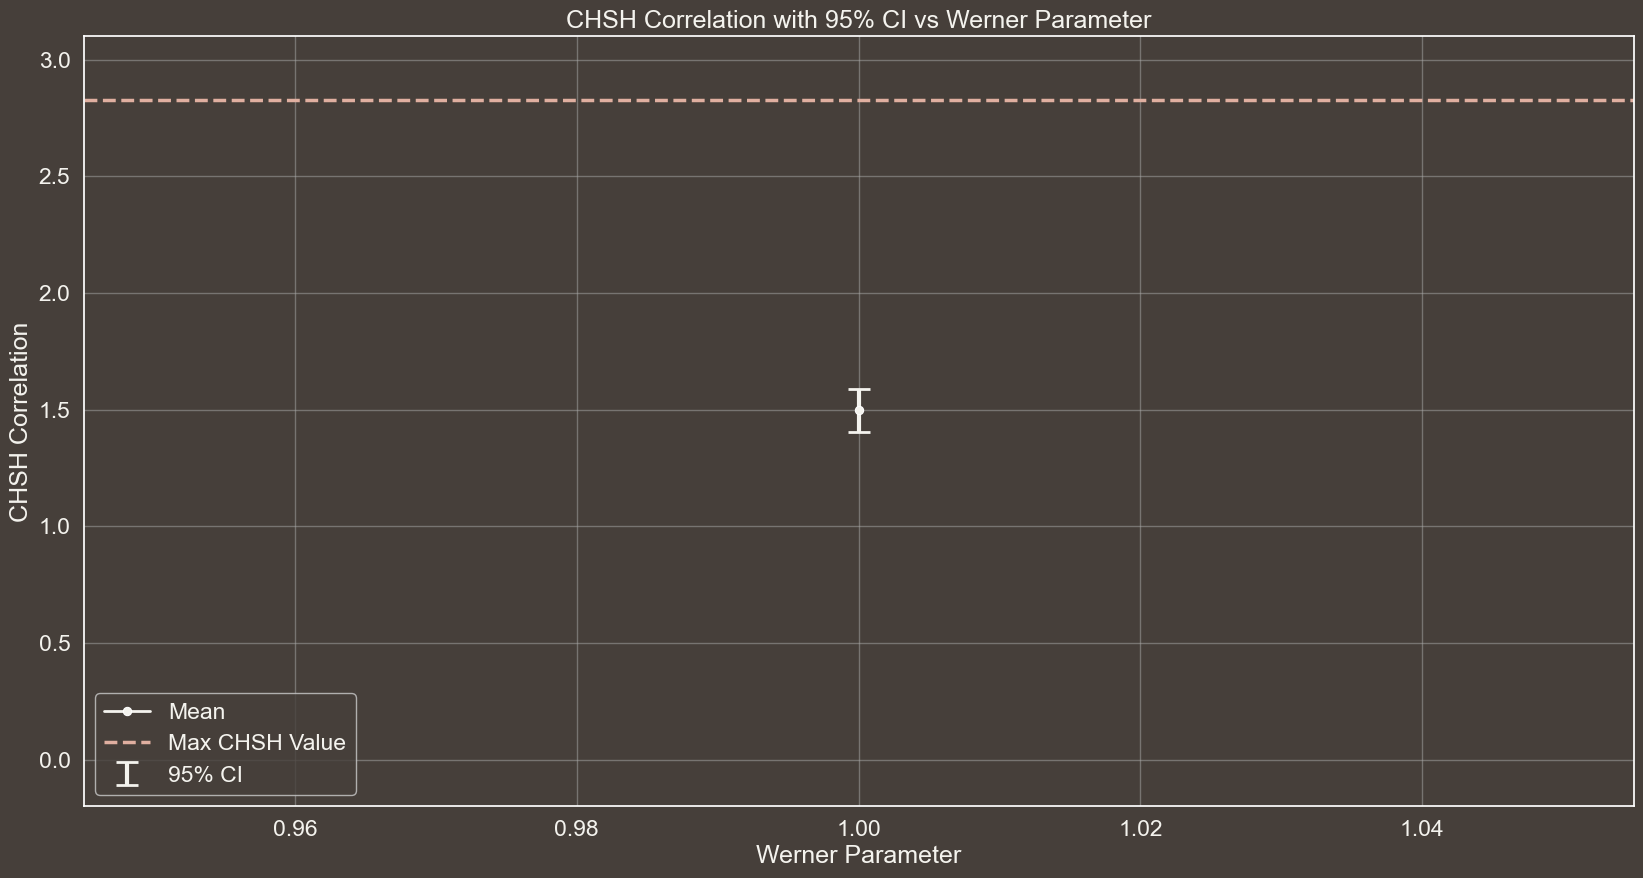 CHSH Correlation with 95% CI vs Werner Parameter
3.0
2.5
2.0
1.5
1.0
0.5
0.0
CHSH Correlation
Mean
Max CHSH Value
95% CI
0.96
0.98
1.00
1.02
1.04
Werner Parameter